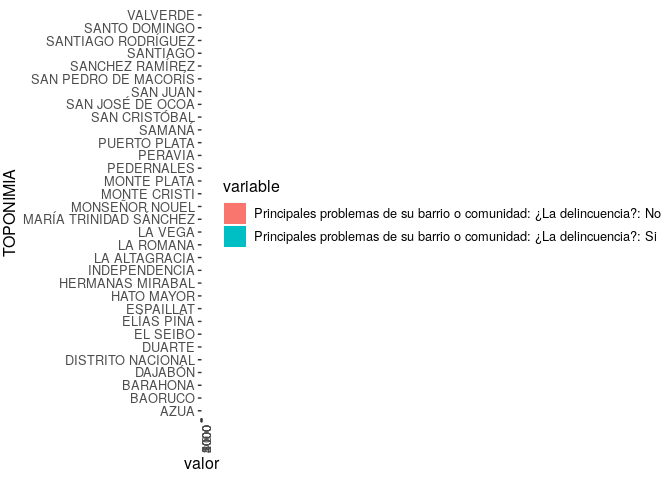 VALVERDE
SANTO DOMINGO
SANTIAGO RODRÍGUEZ
SANTIAGO
SANCHEZ RAMÍREZ
SAN PEDRO DE MACORÍS
SAN JUAN
SAN JOSÉ DE OCOA
SAN CRISTÓBAL
SAMANÁ
PUERTO PLATA
PERAVIA
PEDERNALES
MONTE PLATA
MONTE CRISTI
MONSEÑOR NOUEL
MARÍA TRINIDAD SÁNCHEZ
LA VEGA
LA ROMANA
LA ALTAGRACIA
INDEPENDENCIA
HERMANAS MIRABAL
HATO MAYOR
ESPAILLAT
ELÍAS PIÑA
EL SEIBO
DUARTE
DISTRITO NACIONAL
DAJABÓN
BARAHONA
BAORUCO
AZUA
TOPONIMIA
valor
variable
Principales problemas de su barrio o comunidad: ¿La delincuencia?: No
Principales problemas de su barrio o comunidad: ¿La delincuencia?: Si